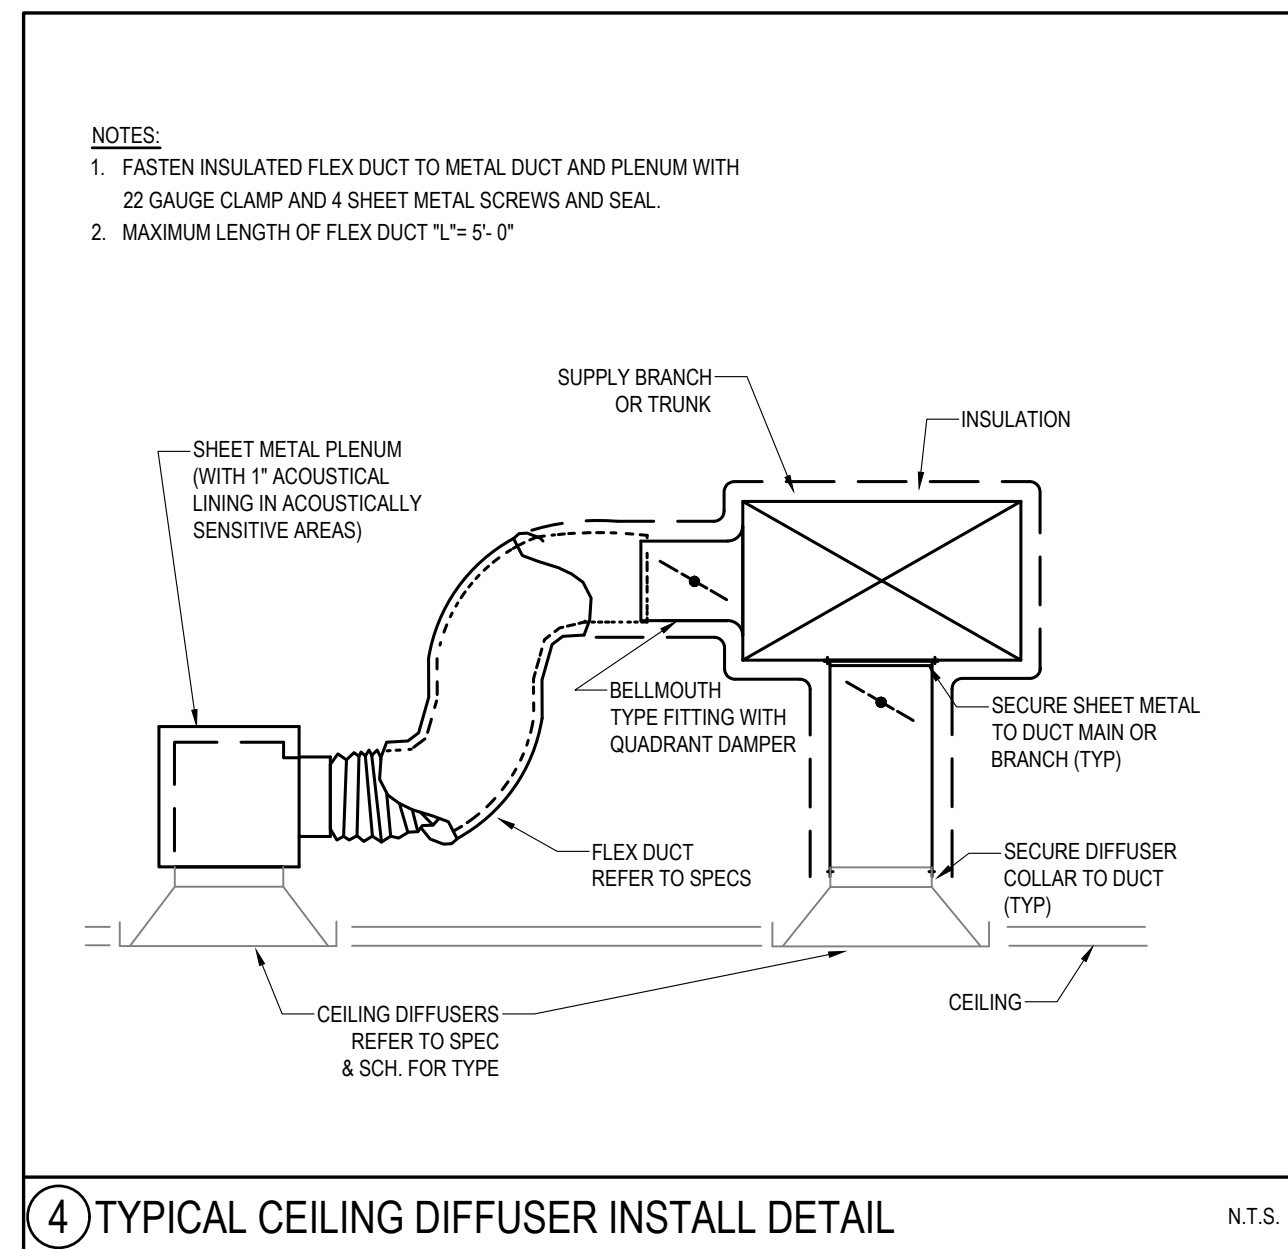 NOTES:
1. FASTEN INSULATED FLEX DUCT TO METAL DUCT AND PLENUM WITH
22 GAUGE CLAMP AND 4 SHEET METAL SCREWS AND SEAL.
2. MAXIMUM LENGTH OF FLEX DUCT "L"= 5'- 0"
SUPPLY BRANCH
OR TRUNK
INSULATION
SHEET METAL PLENUM
(WITH 1" ACOUSTICAL
LINING IN ACOUSTICALLY
SENSITIVE AREAS)
BELLMOUTH
TYPE FITTING WITH
QUADRANT DAMPER
SECURE SHEET METAL
TO DUCT MAIN OR
BRANCH (TYP)
FLEX DUCT
REFER TO SPECS
SECURE DIFFUSER
COLLAR TO DUCT
(TYP)
CEILING DIFFUSERS
REFER TO SPEC
& SCH. FOR TYPE
CEILING
4 TYPICAL CEILING DIFFUSER INSTALL DETAIL
N.T.S.